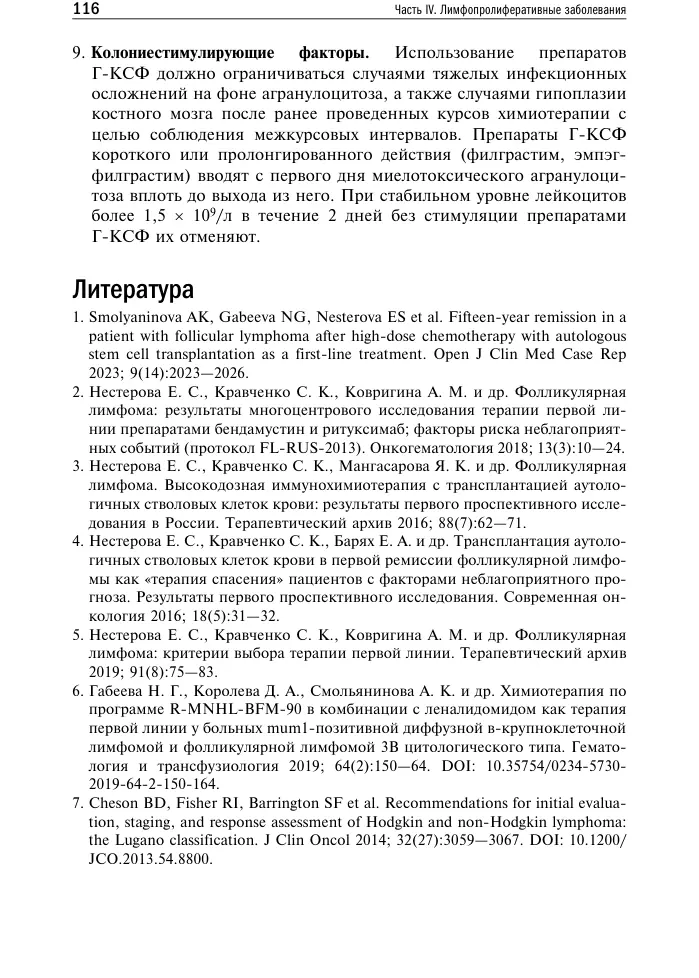 116
Часть IV. Лимфопролиферативные заболевания
9. Колониестимулирующие факторы. Использование препаратов
Г-КСФ должно ограничиваться случаями тяжелых инфекционных
осложнений на фоне агранулоцитоза, а также случаями гипоплазии
костного мозга после ранее проведенных курсов химиотерапии с
целью соблюдения межкурсовых интервалов. Препараты Г-КСФ
короткого или пролонгированного действия (филграстим, эмпэг-
филграстим) вводят с первого дня миелотоксического агранулоци-
тоза вплоть до выхода из него. При стабильном уровне лейкоцитов
более 1,5 × 10⁹/л в течение 2 дней без стимуляции препаратами
Г-КСФ их отменяют.
Литература
1. Smolyaninova AK, Gabeeva NG, Nesterova ES et al. Fifteen-year remission in a
patient with follicular lymphoma after high-dose chemotherapy with autologous
stem cell transplantation as a first-line treatment. Open J Clin Med Case Rep
2023; 9(14):2023—2026.
2. Нестерова Е. С., Кравченко С. К., Ковригина А. М. и др. Фолликулярная
лимфома: результаты многоцентрового исследования терапии первой ли-
нии препаратами бендамустин и ритуксимаб; факторы риска неблагоприят-
ных событий (протокол FL-RUS-2013). Онкогематология 2018; 13(3):10—24.
3. Нестерова Е. С., Кравченко С. К., Мангасарова Я. К. и др. Фолликулярная
лимфома. Высокодозная иммунохимиотерапия с трансплантацией аутоло-
гичных стволовых клеток крови: результаты первого проспективного иссле-
дования в России. Терапевтический архив 2016; 88(7):62—71.
4. Нестерова Е. С., Кравченко С. К., Барях Е. А. и др. Трансплантация аутоло-
гичных стволовых клеток крови в первой ремиссии фолликулярной лимфо-
мы как «терапия спасения» пациентов с факторами неблагоприятного про-
гноза. Результаты первого проспективного исследования. Современная он-
кология 2016; 18(5):31—32.
5. Нестерова Е. С., Кравченко С. К., Ковригина А. М. и др. Фолликулярная
лимфома: критерии выбора терапии первой линии. Терапевтический архив
2019; 91(8):75—83.
6. Габеева Н. Г., Королева Д. А., Смольянинова А. К. и др. Химиотерапия по
программе R-MNHL-BFM-90 в комбинации с леналидомидом как терапия
первой линии у больных mum1-позитивной диффузной в-крупноклеточной
лимфомой и фолликулярной лимфомой 3В цитологического типа. Гемато-
логия и трансфузиология 2019; 64(2):150—64. DOI: 10.35754/0234-5730-
2019-64-2-150-164.
7. Cheson BD, Fisher RI, Barrington SF et al. Recommendations for initial evalua-
tion, staging, and response assessment of Hodgkin and non-Hodgkin lymphoma:
the Lugano classification. J Clin Oncol 2014; 32(27):3059—3067. DOI: 10.1200/
JCO.2013.54.8800.